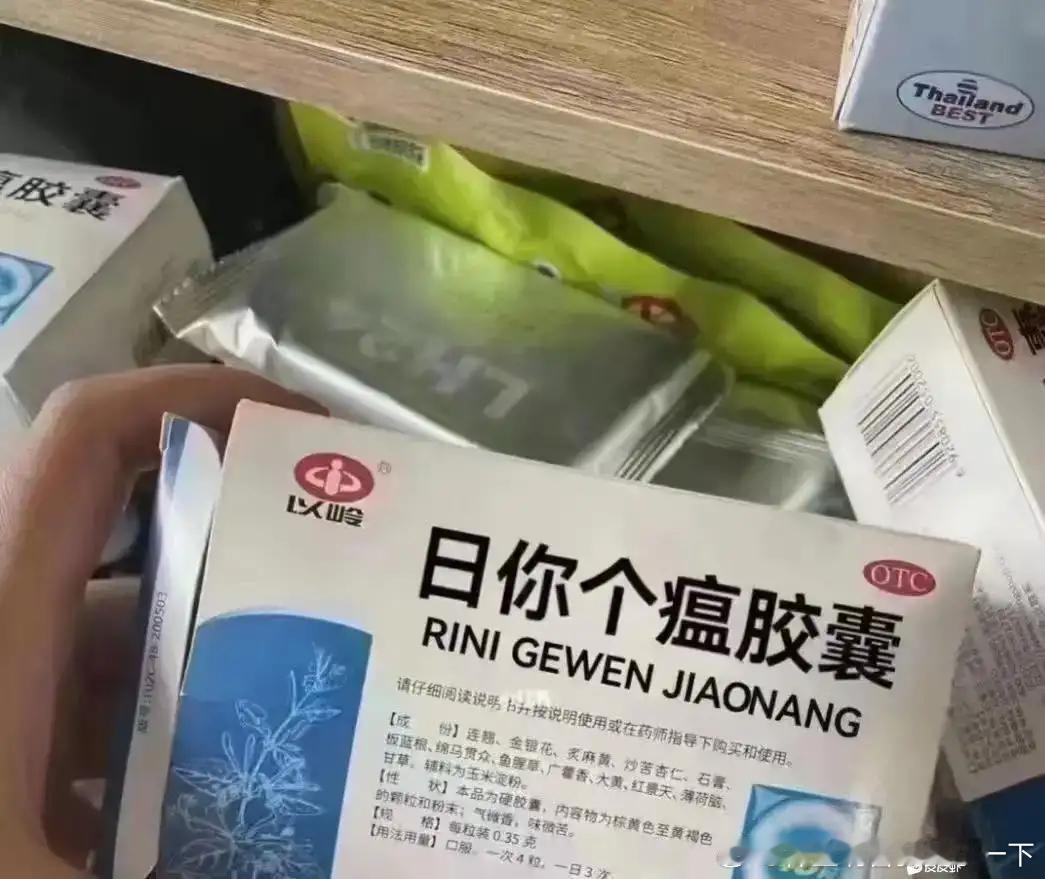 Thailand
BEST
胶囊
LHZY
以岭
®
OTC
日你个瘟胶囊
RINI GEWEN JIAONANG
请仔细阅读说明 并按说明使用或在药师指导下购买和使用。
【成　　份】连翘、金银花、炙麻黄、炒苦杏仁、石膏、
板蓝根、绵马贯众、鱼腥草、广藿香、大黄、红景天、薄荷脑、
甘草。辅料为玉米淀粉。
【性　　状】本品为硬胶囊，内容物为棕黄色至黄褐色
的颗粒和粉末；气微香，味微苦。
【规　　格】每粒装 0.35 克
【用法用量】口服。一次 4 粒，一日 3 次
OTC
一下